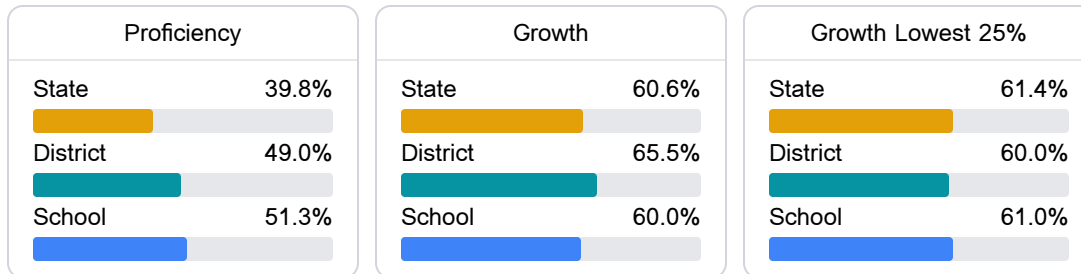 Proficiency
State 39.8%
District 49.0%
School 51.3%
Growth
State 60.6%
District 65.5%
School 60.0%
Growth Lowest 25%
State 61.4%
District 60.0%
School 61.0%